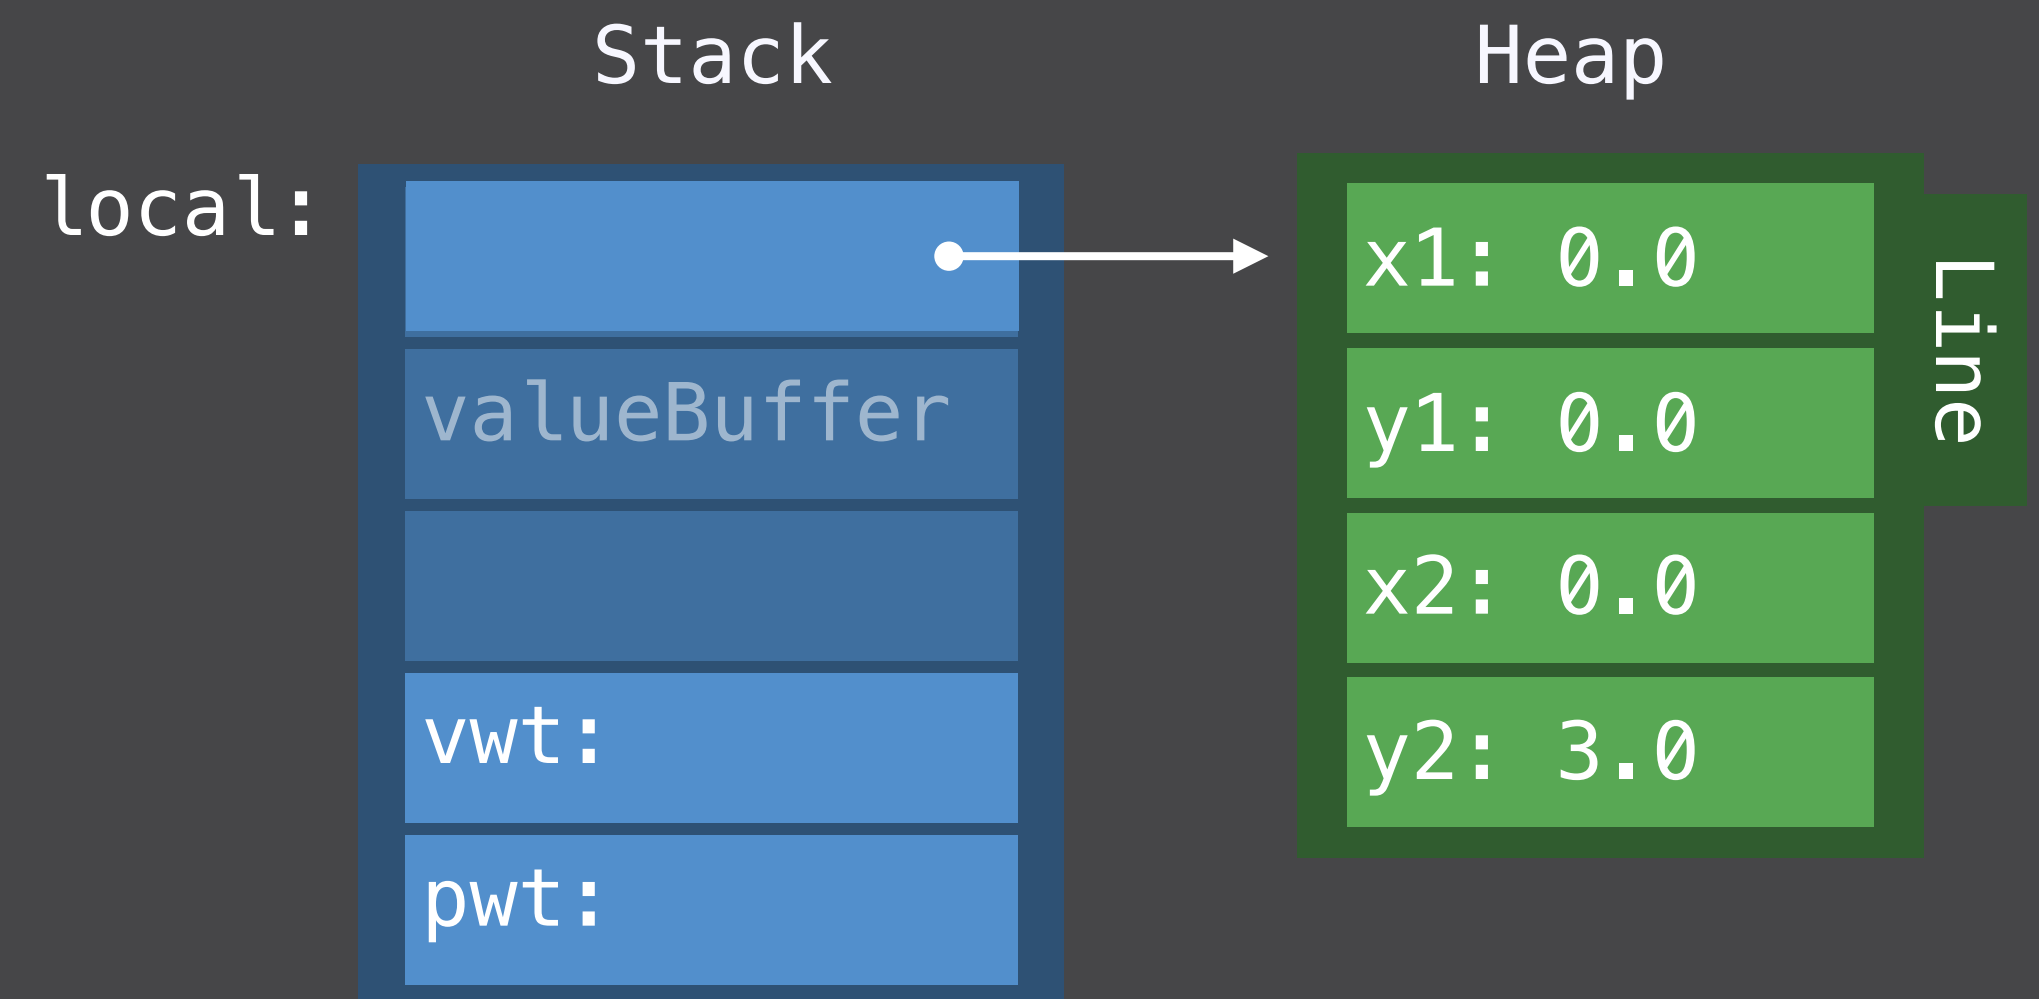 Stack
Heap
local:
valueBuffer
vwt:
pwt:
x1: 0.0
y1: 0.0
x2: 0.0
y2: 3.0
Line